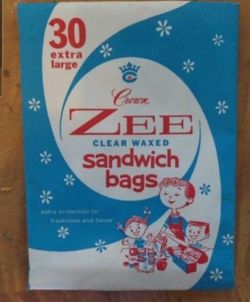 30
extra
large
Crown
ZEE
CLEAR WAXED
sandwich
bags
extra protection for
freshness and flavor